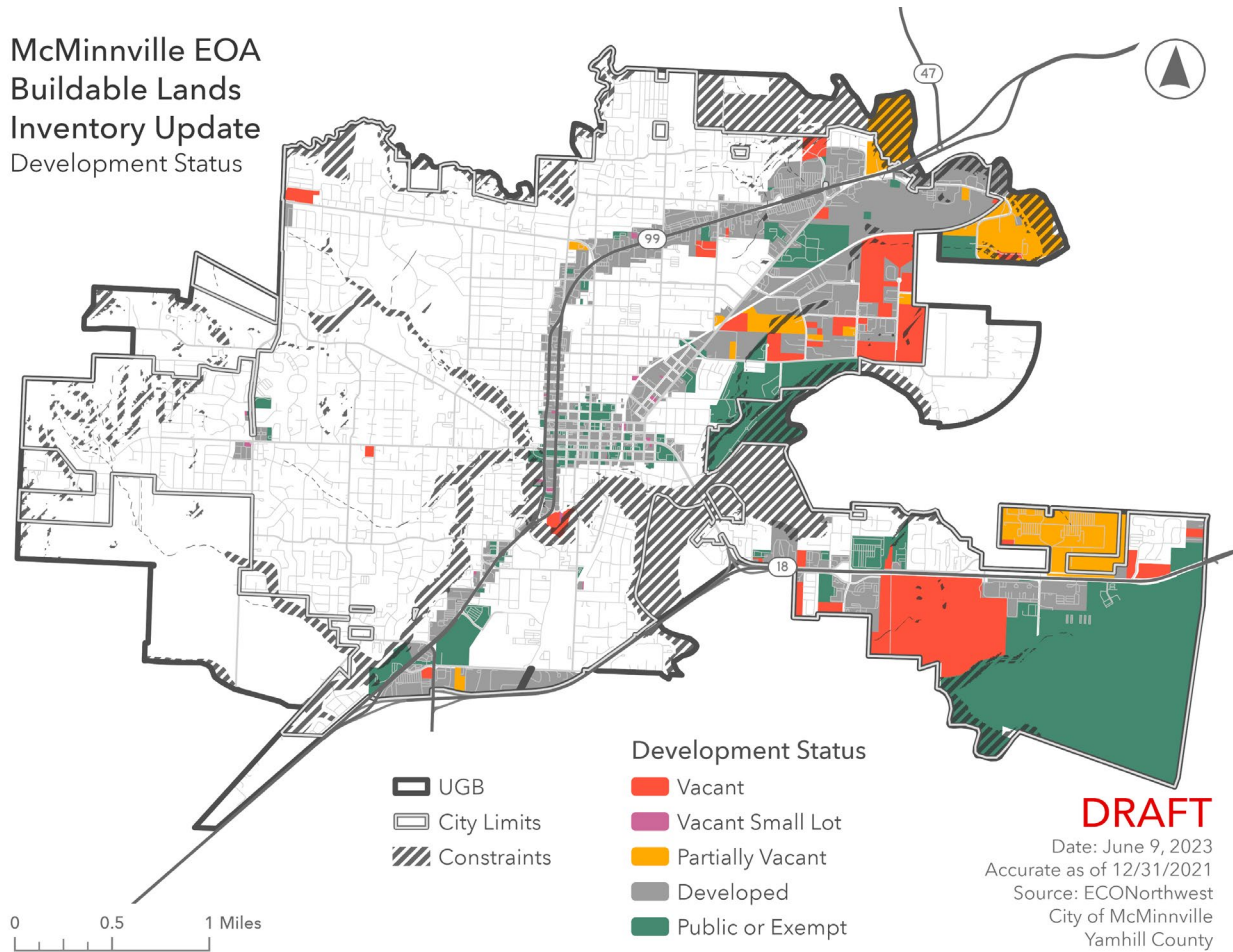 McMinnville EOA
Buildable Lands
Inventory Update
Development Status
47
99
18
UGB
City Limits
Constraints
Development Status
Vacant
Vacant Small Lot
Partially Vacant
Developed
Public or Exempt
DRAFT
Date: June 9, 2023
Accurate as of 12/31/2021
Source: ECONorthwest
City of McMinnville
Yamhill County
0 0.5 1 Miles